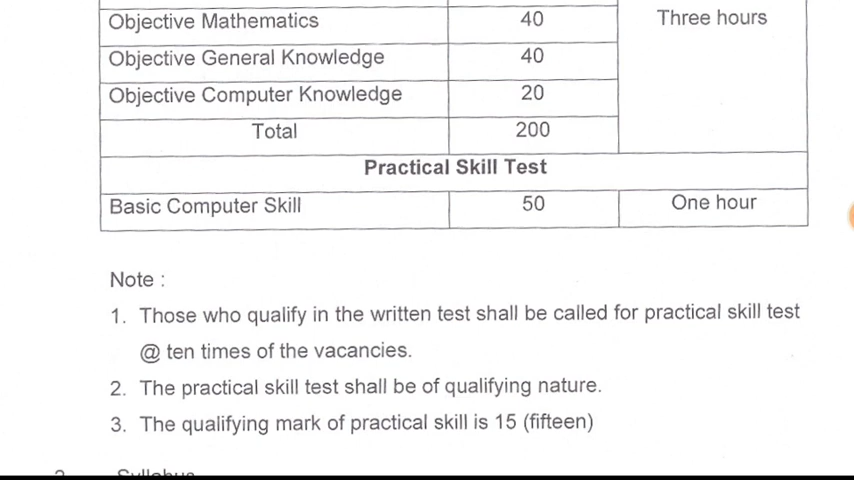 Objective Mathematics 40 Three hours
Objective General Knowledge 40
Objective Computer Knowledge 20
Total 200
Practical Skill Test
Basic Computer Skill 50 One hour
Note :
1. Those who qualify in the written test shall be called for practical skill test
@ ten times of the vacancies.
2. The practical skill test shall be of qualifying nature.
3. The qualifying mark of practical skill is 15 (fifteen)
Syllabus